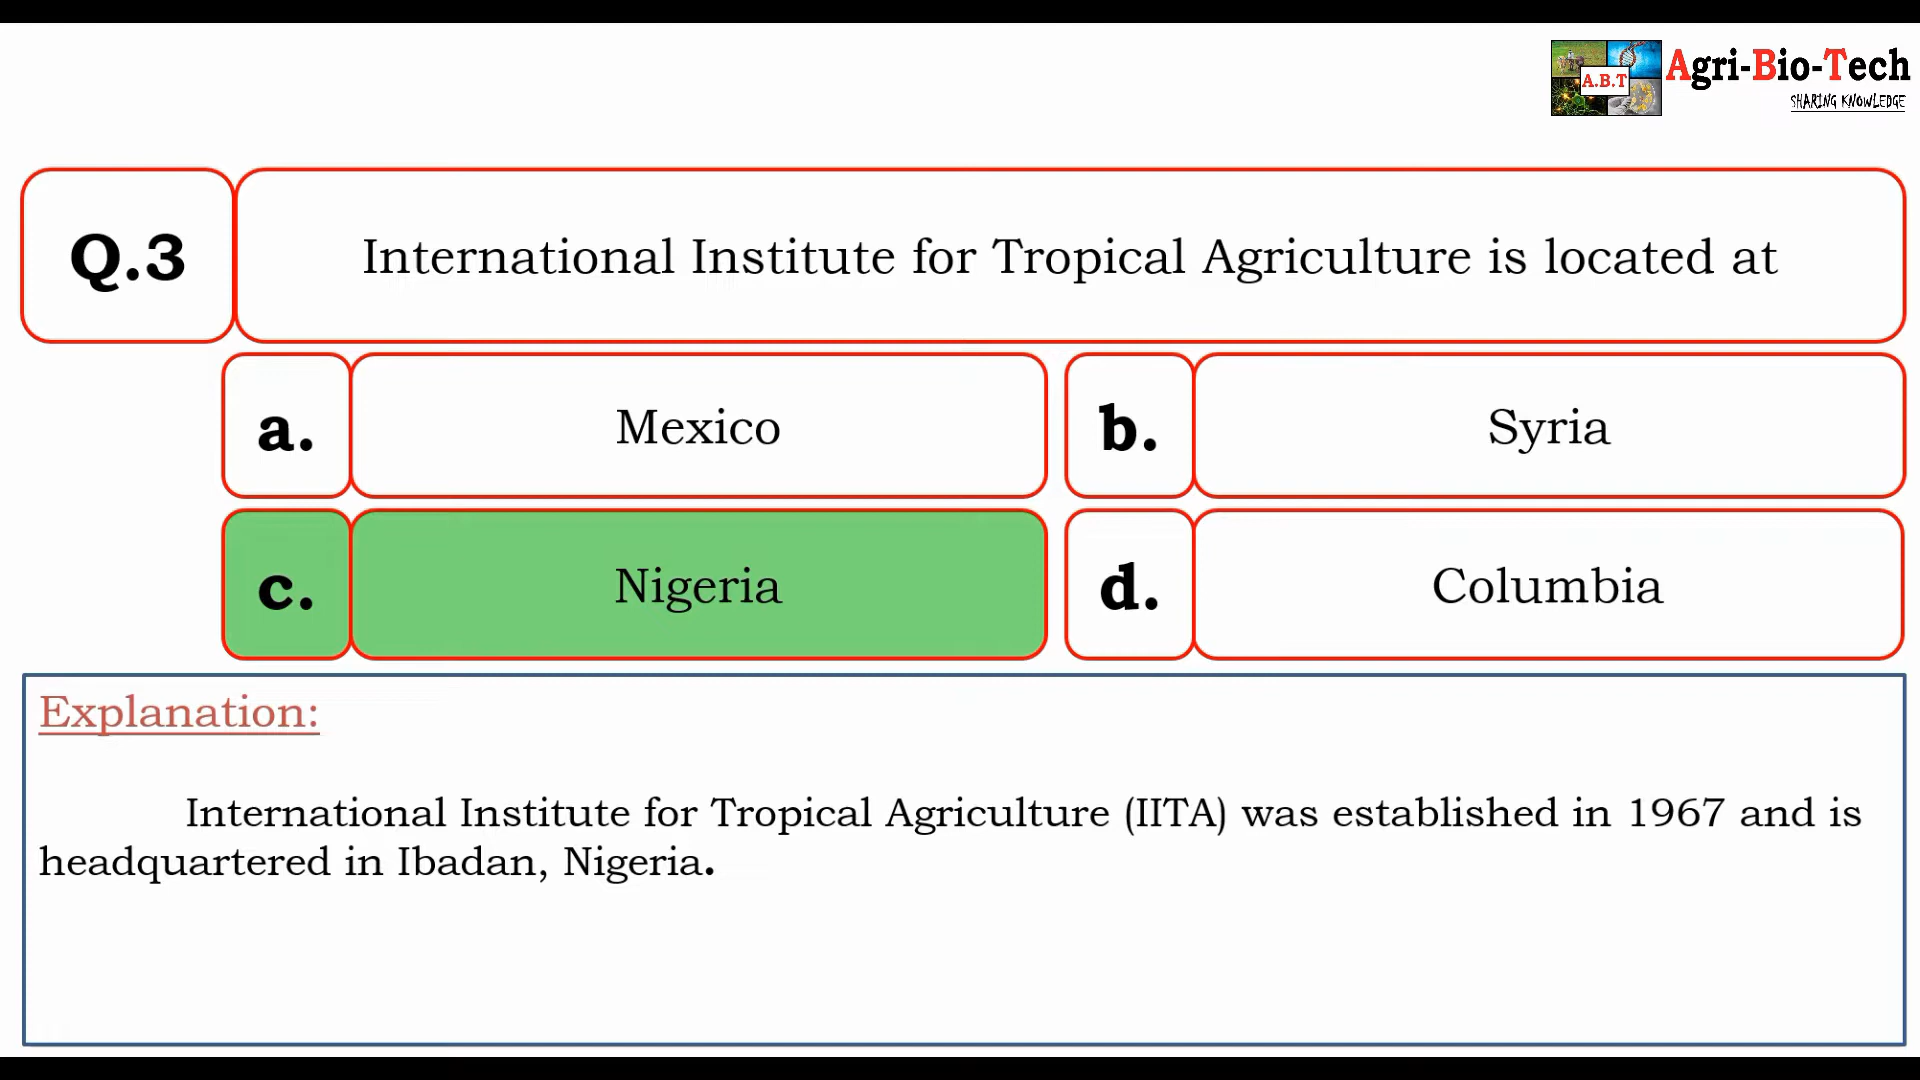 A.B.T
Agri-Bio-Tech
SHARING KNOWLEDGE
Q.3
International Institute for Tropical Agriculture is located at
a.
Mexico
b.
Syria
c.
Nigeria
d.
Columbia
Explanation:
International Institute for Tropical Agriculture (IITA) was established in 1967 and is
headquartered in Ibadan, Nigeria.